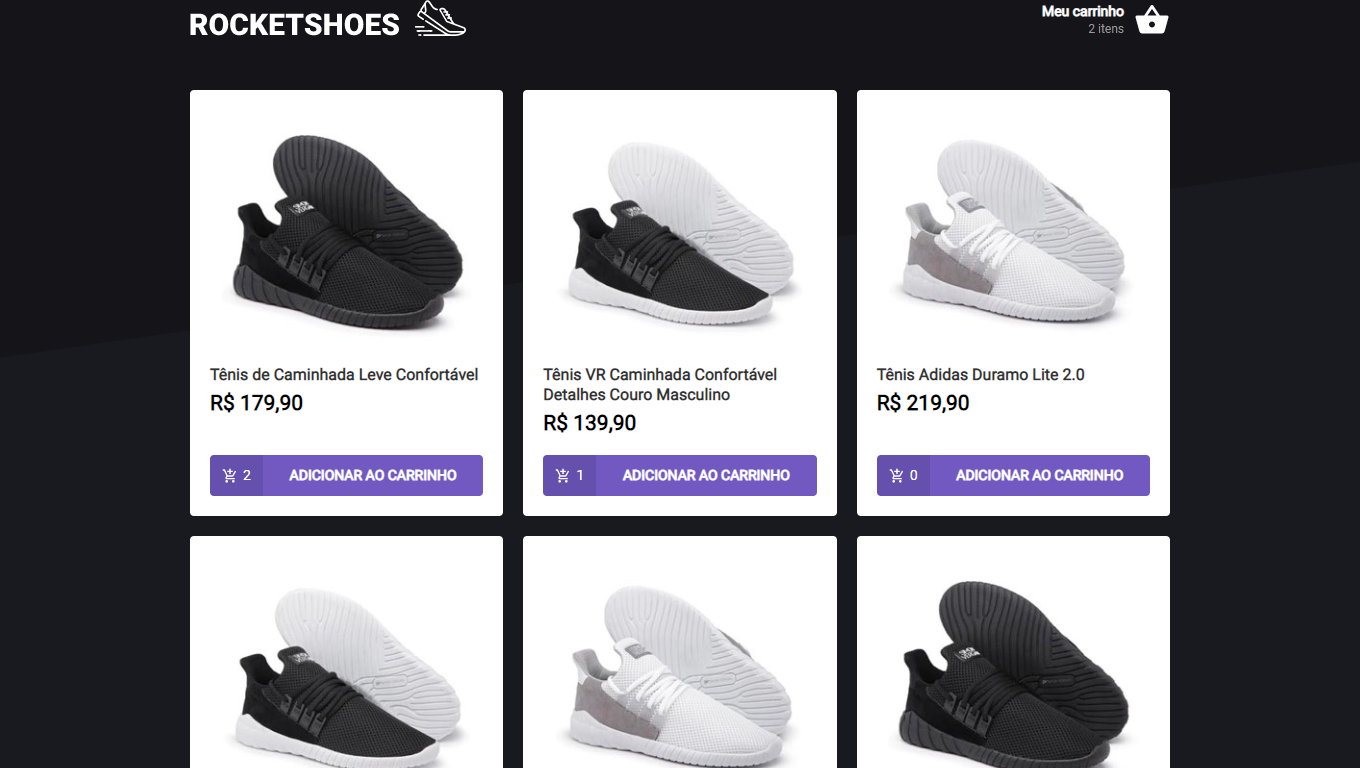 ROCKETSHOES
Meu carrinho
2 itens
Tênis de Caminhada Leve Confortável
R$ 179,90
2 ADICIONAR AO CARRINHO
Tênis VR Caminhada Confortável
Detalhes Couro Masculino
R$ 139,90
1 ADICIONAR AO CARRINHO
Tênis Adidas Duramo Lite 2.0
R$ 219,90
0 ADICIONAR AO CARRINHO